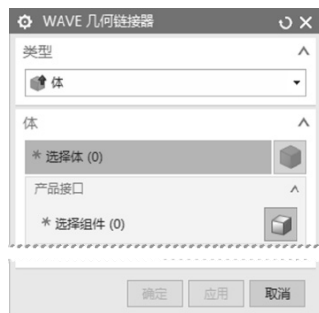 WAVE 几何链接器
类型
体
体
* 选择体 (0)
产品接口
* 选择组件 (0)
确定 应用 取消